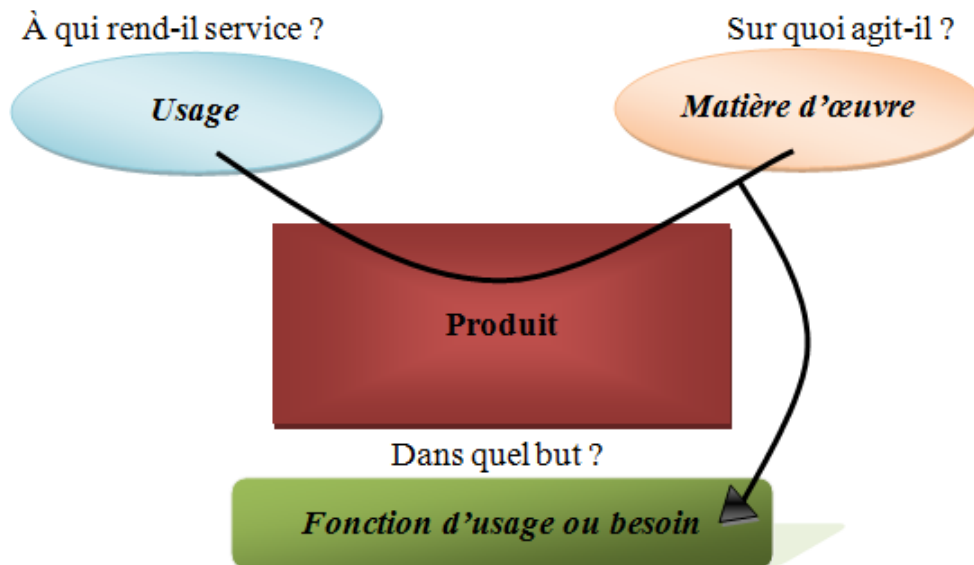 À qui rend-il service ?
Sur quoi agit-il ?
Usage
Matière d’œuvre
Produit
Dans quel but ?
Fonction d’usage ou besoin